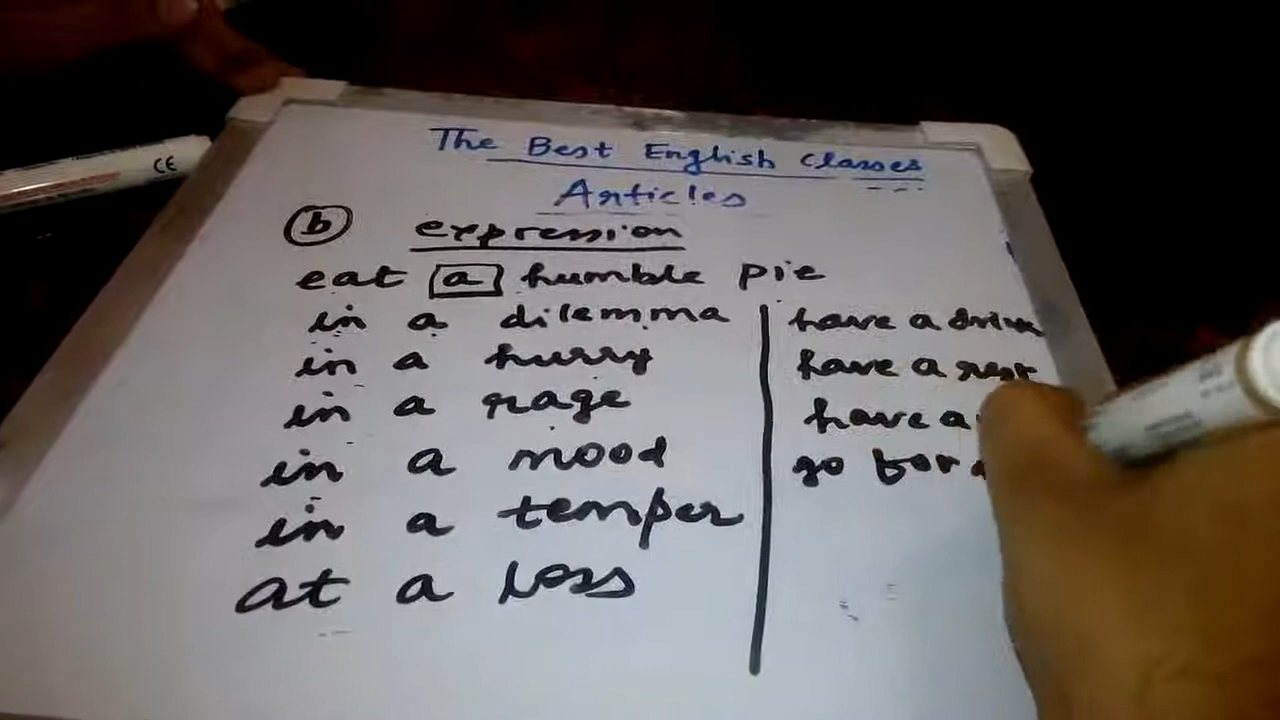 The Best English Classes
Articles
b expression
eat a humble pie
in a dilemma
in a hurry
in a rage
in a mood
in a temper
at a loss
have a drink
have a rest
have a
go for
CE